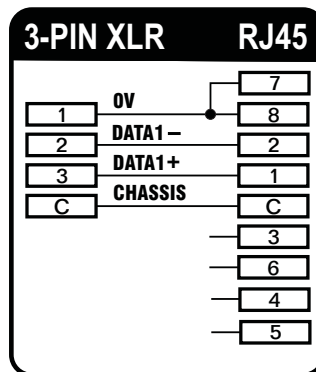 3-PIN XLR RJ45
7
1 0V 8
2 DATA1– 2
3 DATA1+ 1
C CHASSIS C
3
6
4
5